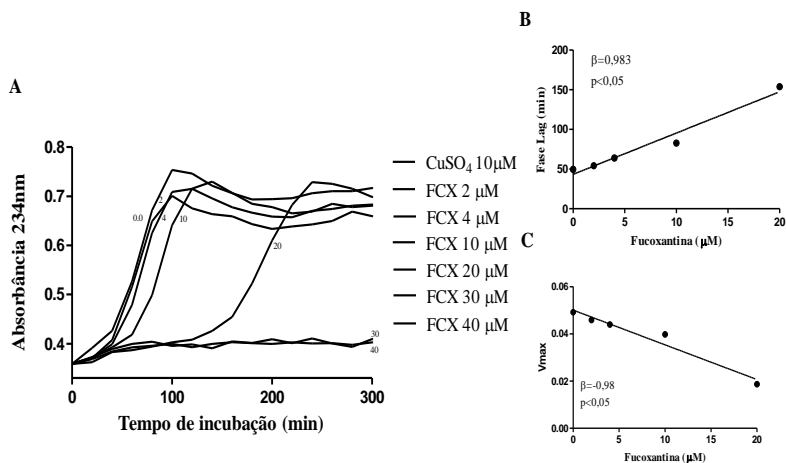 A
Absorbância 234nm
0.8
0.7
0.6
0.5
0.4
0
100
200
300
Tempo de incubação (min)
0.0
2
4
10
20
30
40
CuSO₄ 10μM
FCX 2 μM
FCX 4 μM
FCX 10 μM
FCX 20 μM
FCX 30 μM
FCX 40 μM
B
β=0,983
p<0,05
Fase Lag (min)
200
150
100
50
0
0
5
10
15
20
Fucoxantina (μM)
C
Vmax
0.06
0.04
0.02
0.00
β=-0,98
p<0,05
0
5
10
15
20
Fucoxantina (μM)